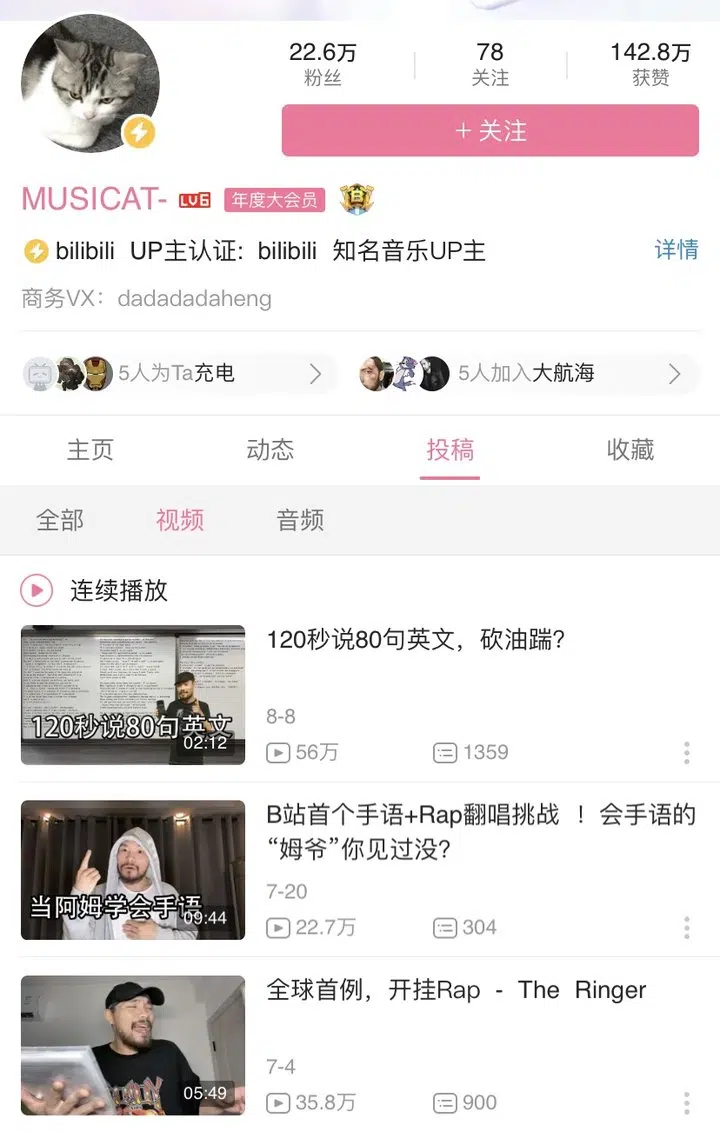 22.6万 78 142.8万
粉丝 关注 获赞
+ 关注
MUSICAT- LV6 年度大会员
bilibili UP主认证: bilibili 知名音乐UP主 详情
商务VX: dadadadaheng
5人为Ta充电 5人加入大航海
主页 动态 投稿 收藏
全部 视频 音频
连续播放
120秒说80句英文，砍油踹？
120秒说80句英文
02:12
8-8
56万 1359
B站首个手语+Rap翻唱挑战 ！会手语的
“姆爷”你见过没？
当阿姆学会手语
09:44
7-20
22.7万 304
全球首例，开挂Rap - The Ringer
05:49
7-4
35.8万 900